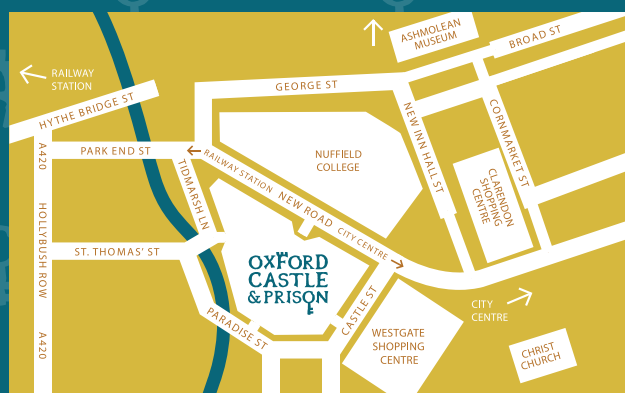 ASHMOLEAN
MUSEUM
BROAD ST
RAILWAY
STATION
HYTHE BRIDGE ST
GEORGE ST
A420
PARK END ST
RAILWAY STATION
NEW ROAD
CITY CENTRE
TIDMARSH LN
NUFFIELD
COLLEGE
NEW INN HALL ST
CORNMARKET ST
CLARENDON
SHOPPING
CENTRE
HOLLYBUSH ROW
ST. THOMAS' ST
OXFORD
CASTLE
& PRISON
PARADISE ST
CASTLE ST
CITY
CENTRE
WESTGATE
SHOPPING
CENTRE
A420
CHRIST
CHURCH